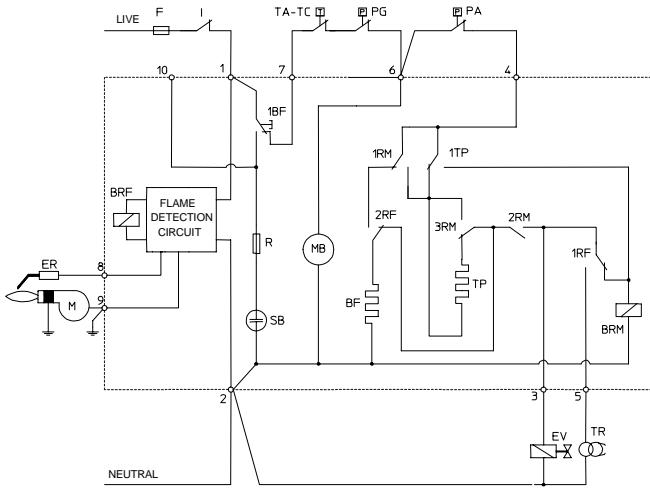 LIVE F I TA-TC T P PG P PA
10 1 7 6 4
1BF
1RM 1TP
BRF FLAME DETECTION CIRCUIT
2RF 3RM 2RM
R MB 1RF
ER 8
M 9
BF TP BRM
SB
2 3 5
EV TR
NEUTRAL